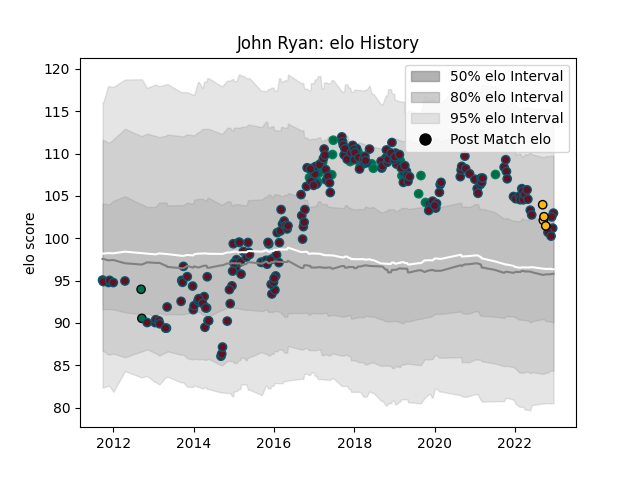 John Ryan: elo History
50% elo Interval
80% elo Interval
95% elo Interval
Post Match elo
elo score
120
115
110
105
100
95
90
85
80
2012 2014 2016 2018 2020 2022